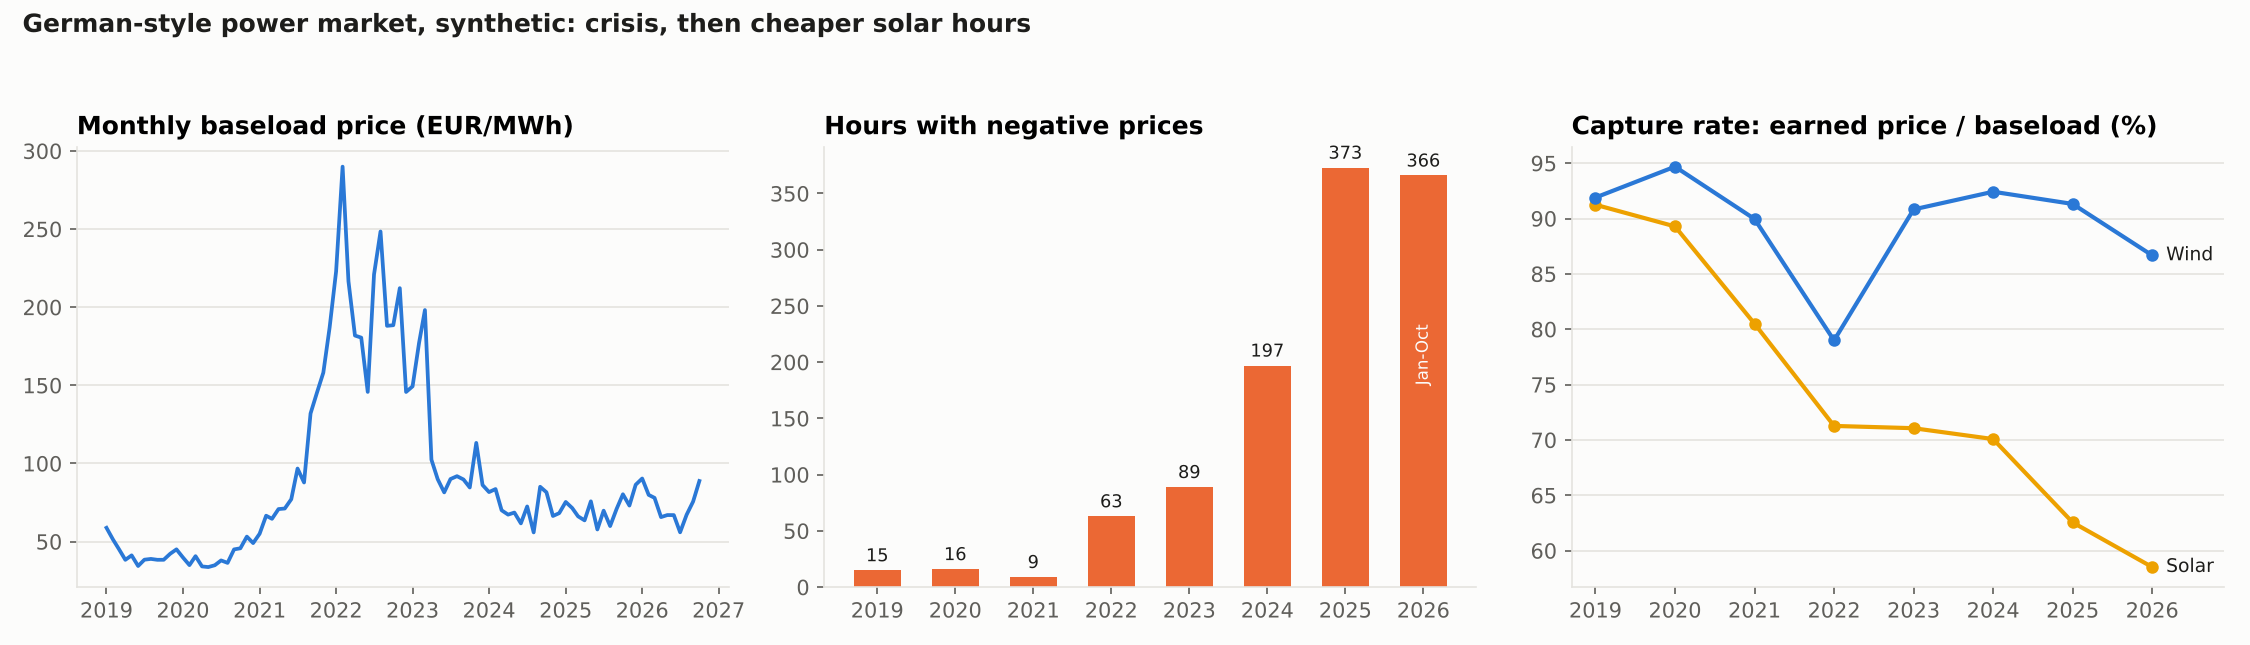 German-style power market, synthetic: crisis, then cheaper solar hours
Monthly baseload price (EUR/MWh)
300
250
200
150
100
50
2019 2020 2021 2022 2023 2024 2025 2026 2027
Hours with negative prices
350
300
250
200
150
100
50
0
15 16 9 63 89 197 373 366
Jan-Oct
2019 2020 2021 2022 2023 2024 2025 2026
Capture rate: earned price / baseload (%)
95
90
85
80
75
70
65
60
Wind
Solar
2019 2020 2021 2022 2023 2024 2025 2026